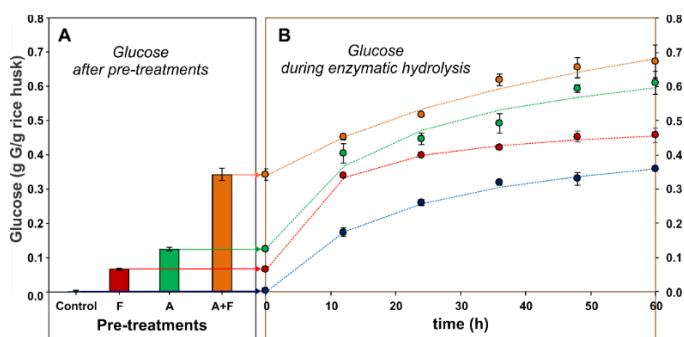 A
Glucose
after pre-treatments
Glucose (g G/g rice husk)
0.8
0.7
0.6
0.5
0.4
0.3
0.2
0.1
0.0
Control F A A+F
Pre-treatments
B
Glucose
during enzymatic hydrolysis
0.8
0.7
0.6
0.5
0.4
0.3
0.2
0.1
0.0
0 10 20 30 40 50 60
time (h)